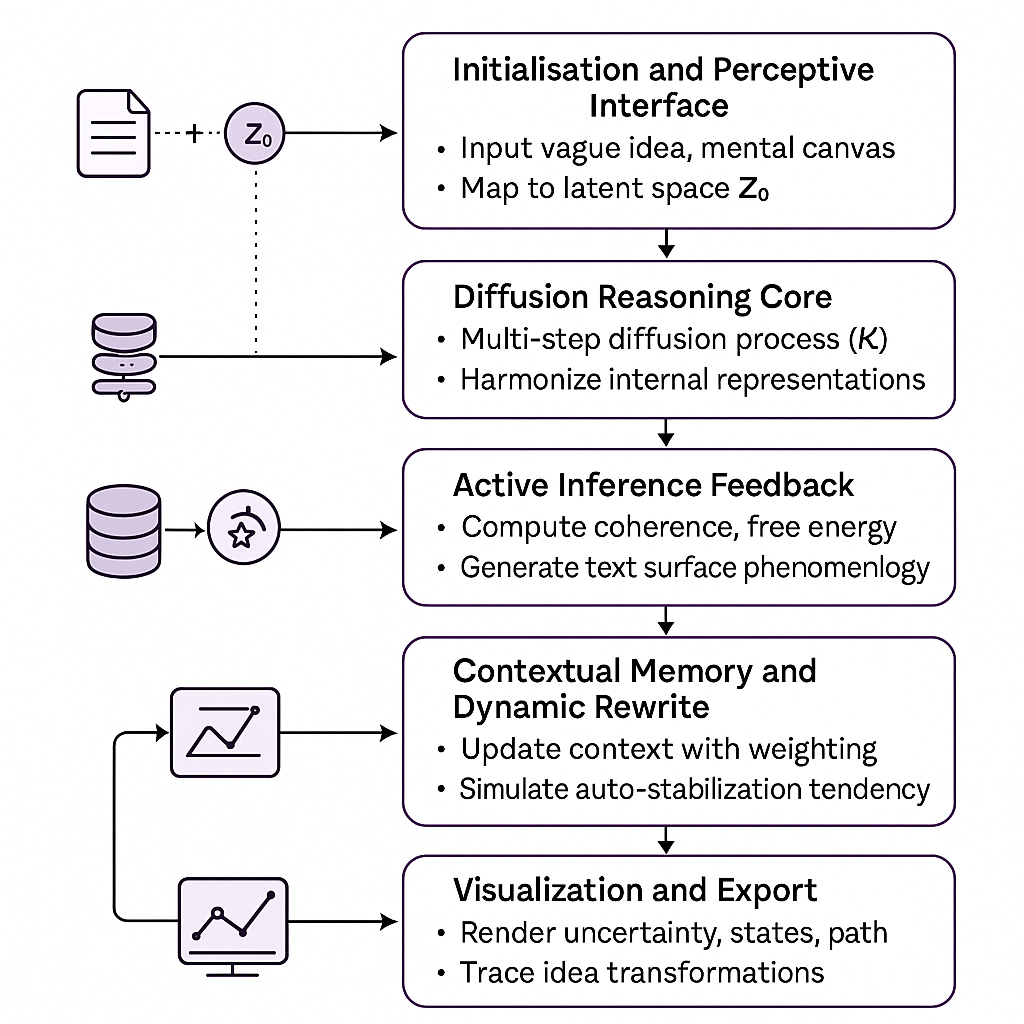 Initialisation and Perceptive
Interface
+ Z₀
• Input vague idea, mental canvas
• Map to latent space Z₀
Diffusion Reasoning Core
• Multi-step diffusion process (K)
• Harmonize internal representations
Active Inference Feedback
• Compute coherence, free energy
• Generate text surface phenomenlogy
Contextual Memory and
Dynamic Rewrite
• Update context with weighting
• Simulate auto-stabilization tendency
Visualization and Export
• Render uncertainty, states, path
• Trace idea transformations